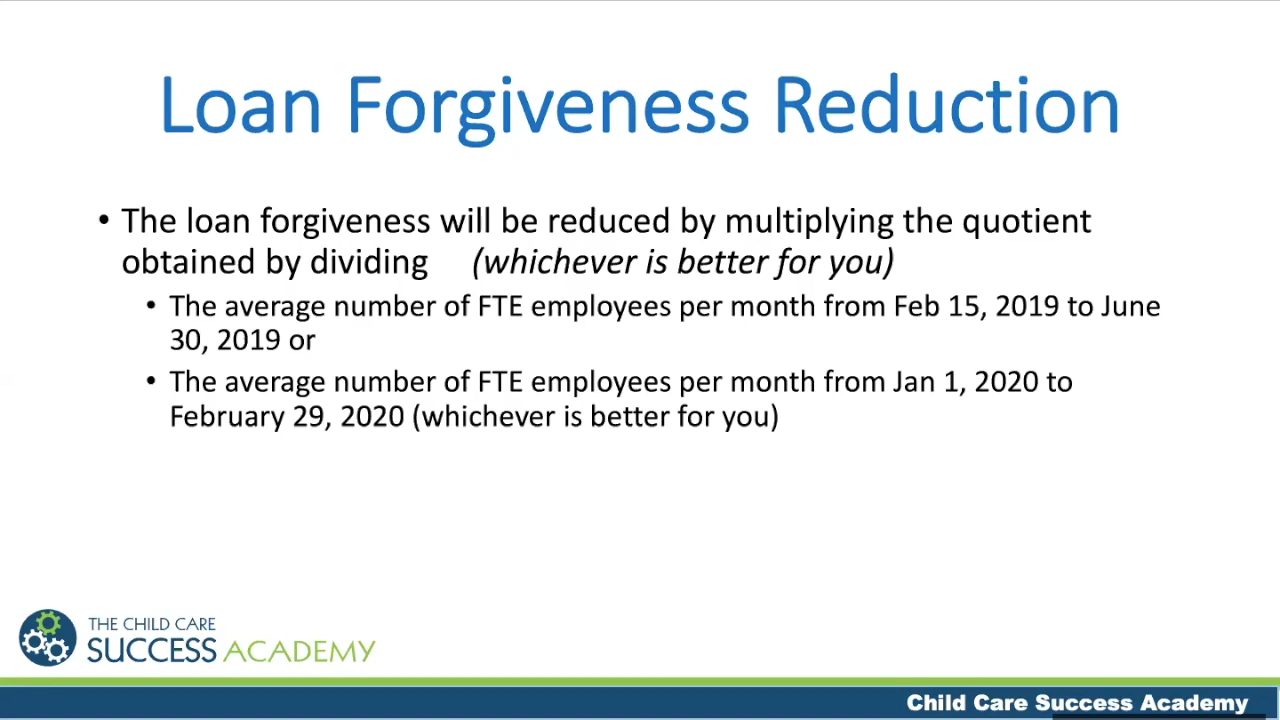 Loan Forgiveness Reduction
• The loan forgiveness will be reduced by multiplying the quotient
obtained by dividing (whichever is better for you)
• The average number of FTE employees per month from Feb 15, 2019 to June
30, 2019 or
• The average number of FTE employees per month from Jan 1, 2020 to
February 29, 2020 (whichever is better for you)
THE CHILD CARE
SUCCESS ACADEMY
Child Care Success Academy